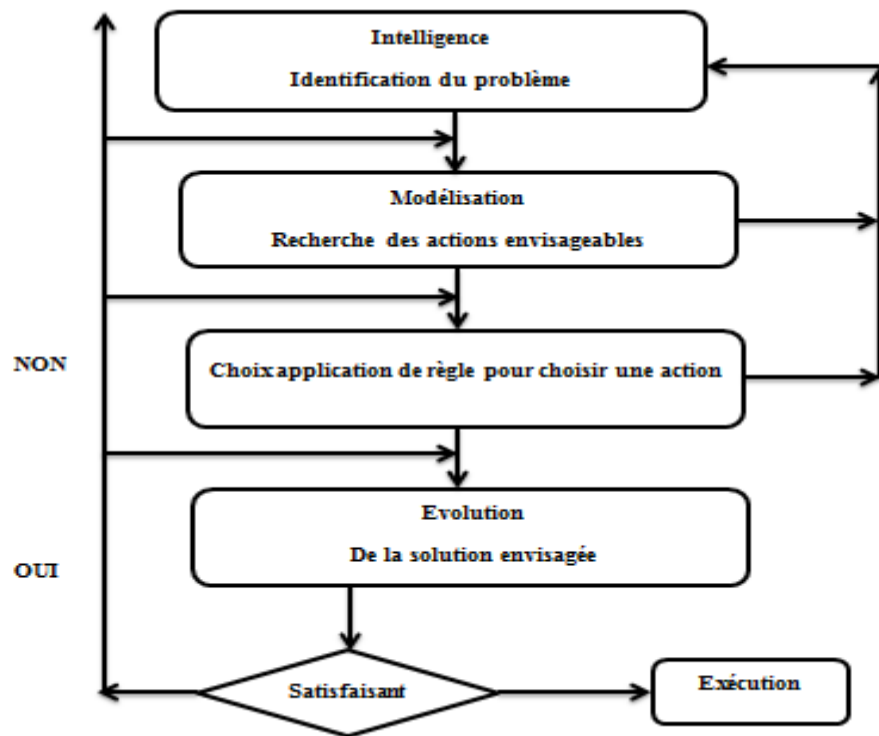 Intelligence
Identification du problème
Modélisation
Recherche des actions envisageables
NON
Choix application de règle pour choisir une action
Evolution
De la solution envisagée
OUI
Satisfaisant
Exécution